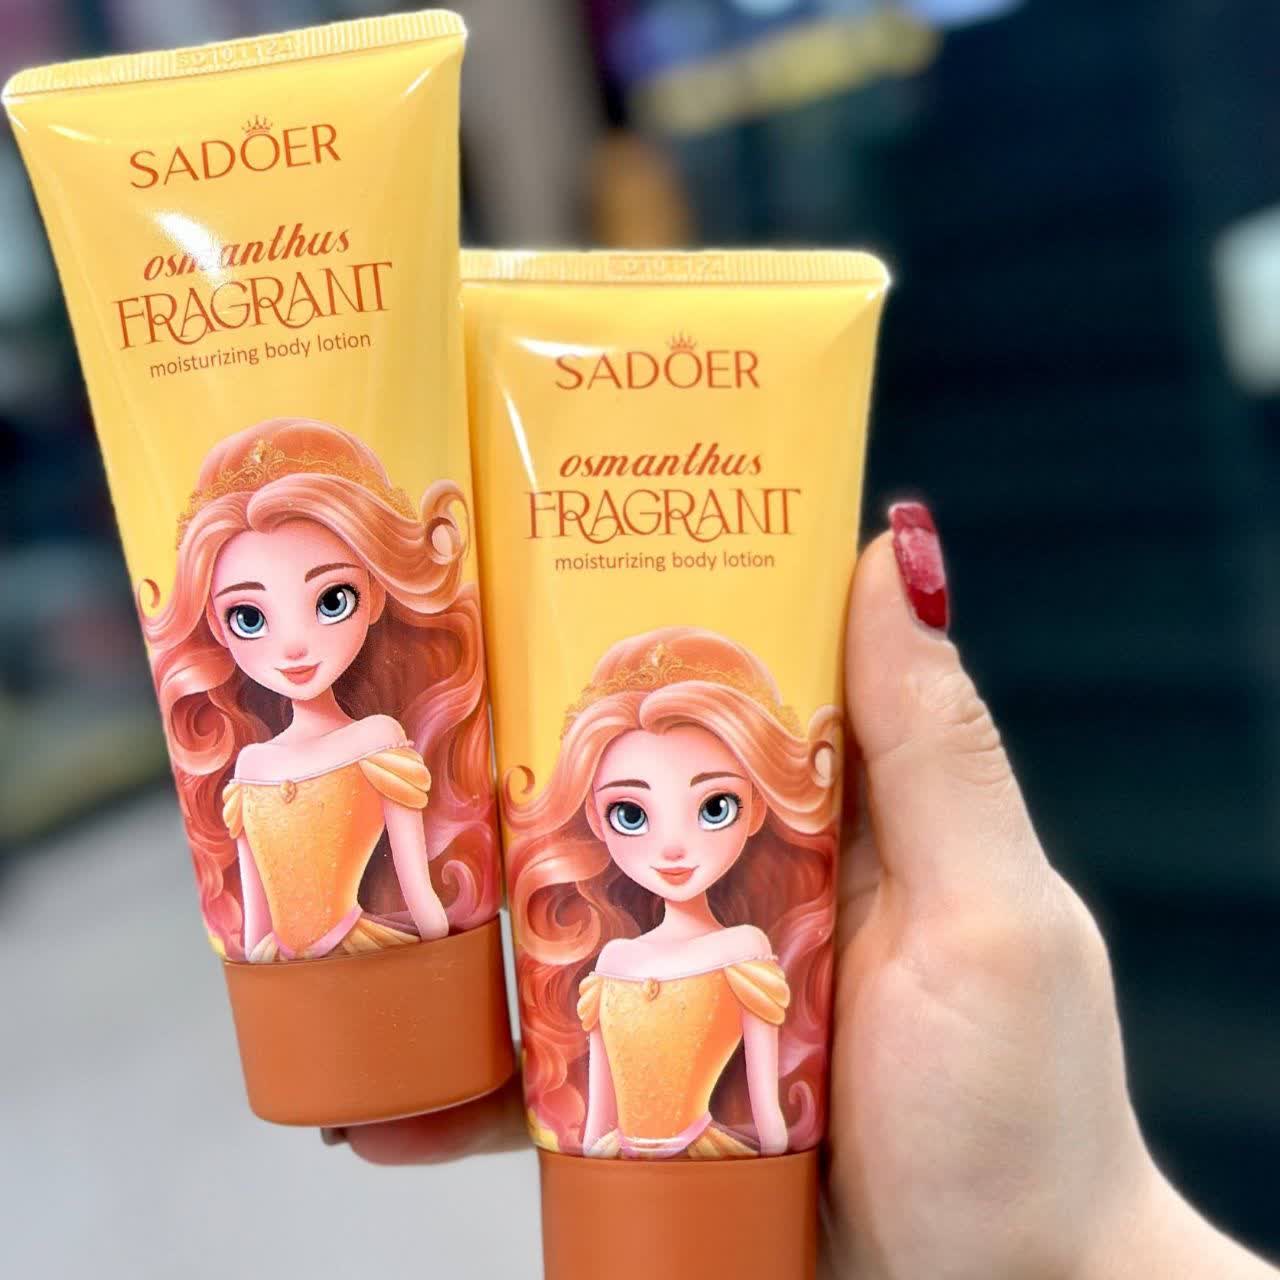 SADOER
osmanthus
FRAGRANT
moisturizing body lotion
SADOER
osmanthus
FRAGRANT
moisturizing body lotion